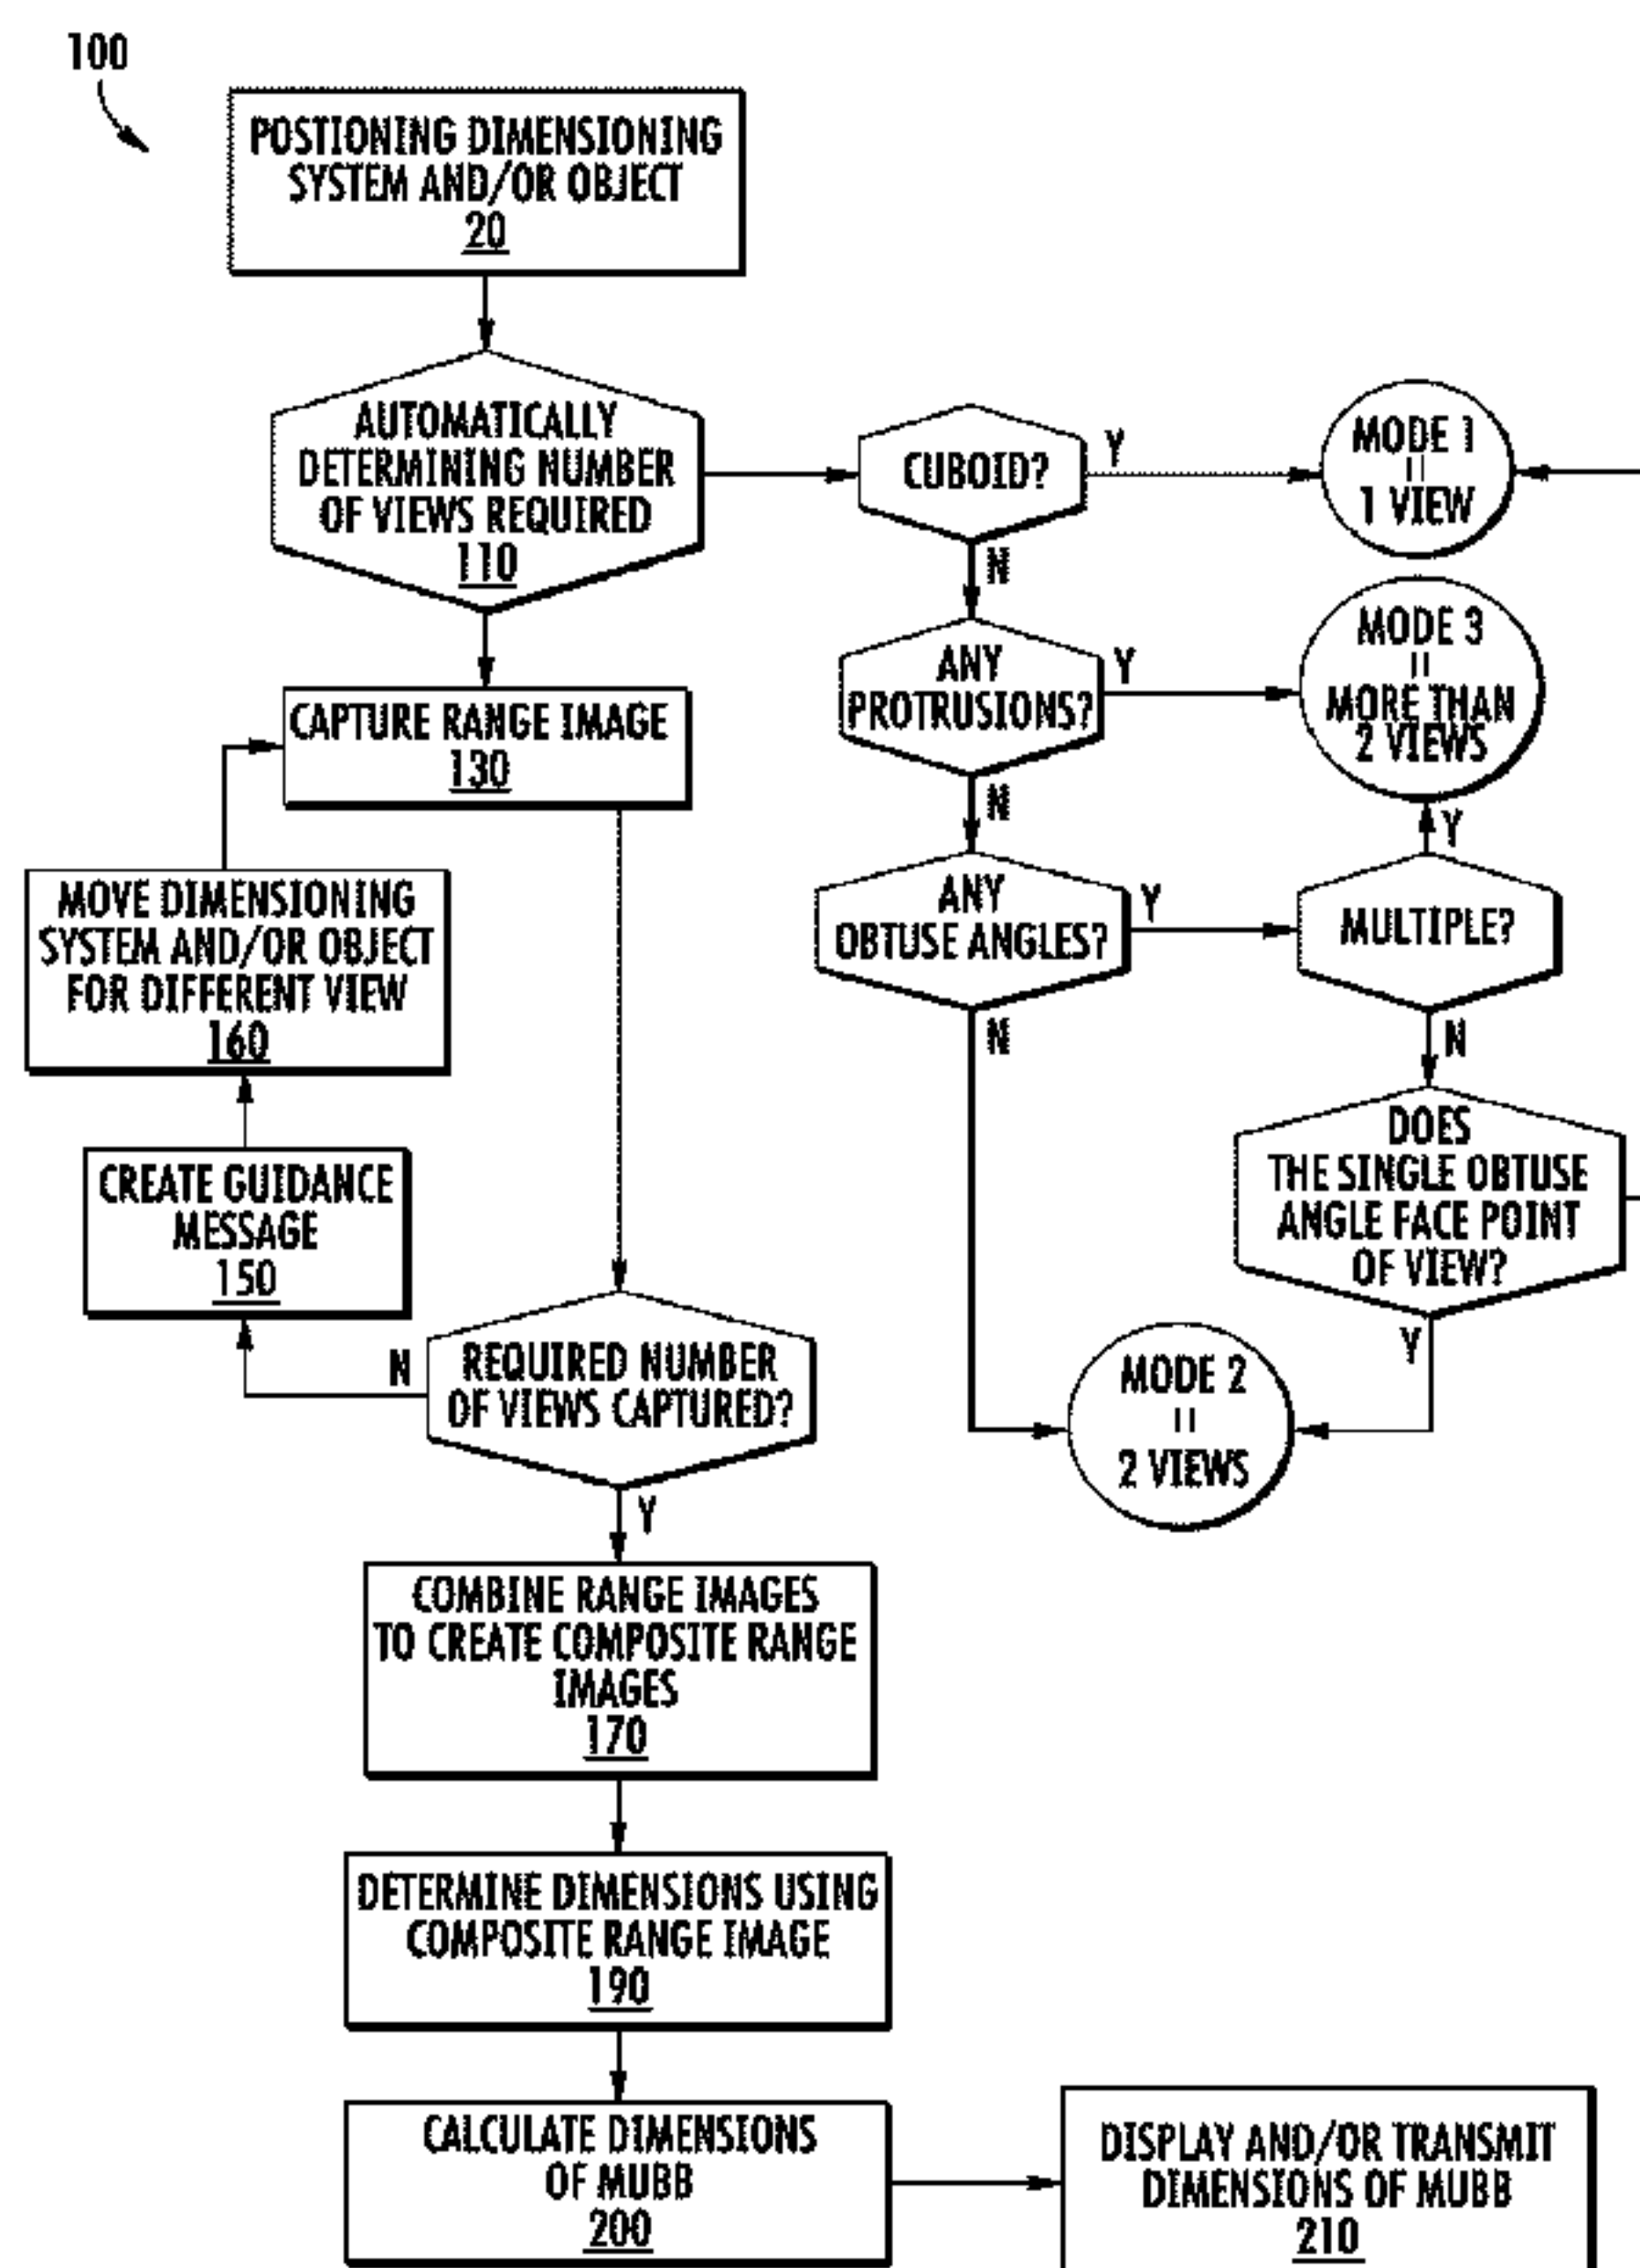 100
POSTIONING DIMENSIONING
SYSTEM AND/OR OBJECT
20
AUTOMATICALLY
DETERMINING NUMBER
OF VIEWS REQUIRED
110
CUBOID?
Y
N
MODE 1
=
1 VIEW
ANY
PROTRUSIONS?
Y
N
MODE 3
=
MORE THAN
2 VIEWS
CAPTURE RANGE IMAGE
130
ANY
OBTUSE ANGLES?
Y
N
MULTIPLE?
Y
N
MOVE DIMENSIONING
SYSTEM AND/OR OBJECT
FOR DIFFERENT VIEW
160
DOES
THE SINGLE OBTUSE
ANGLE FACE POINT
OF VIEW?
Y
CREATE GUIDANCE
MESSAGE
150
MODE 2
=
2 VIEWS
REQUIRED NUMBER
OF VIEWS CAPTURED?
N
Y
COMBINE RANGE IMAGES
TO CREATE COMPOSITE RANGE
IMAGES
170
DETERMINE DIMENSIONS USING
COMPOSITE RANGE IMAGE
190
CALCULATE DIMENSIONS
OF MUBB
200
DISPLAY AND/OR TRANSMIT
DIMENSIONS OF MUBB
210